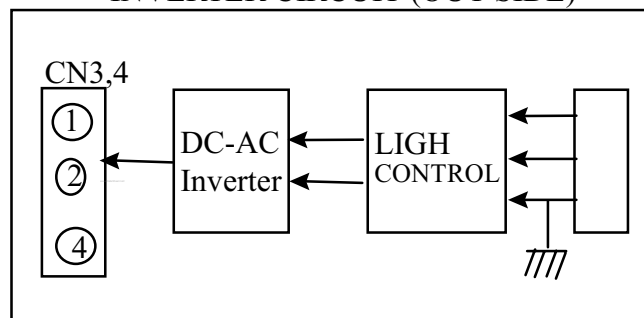 INVERTER CIRCUIT (OUT SIDE)
CN3,4
1
2
4
DC-AC
Inverter
LIGH
CONTROL